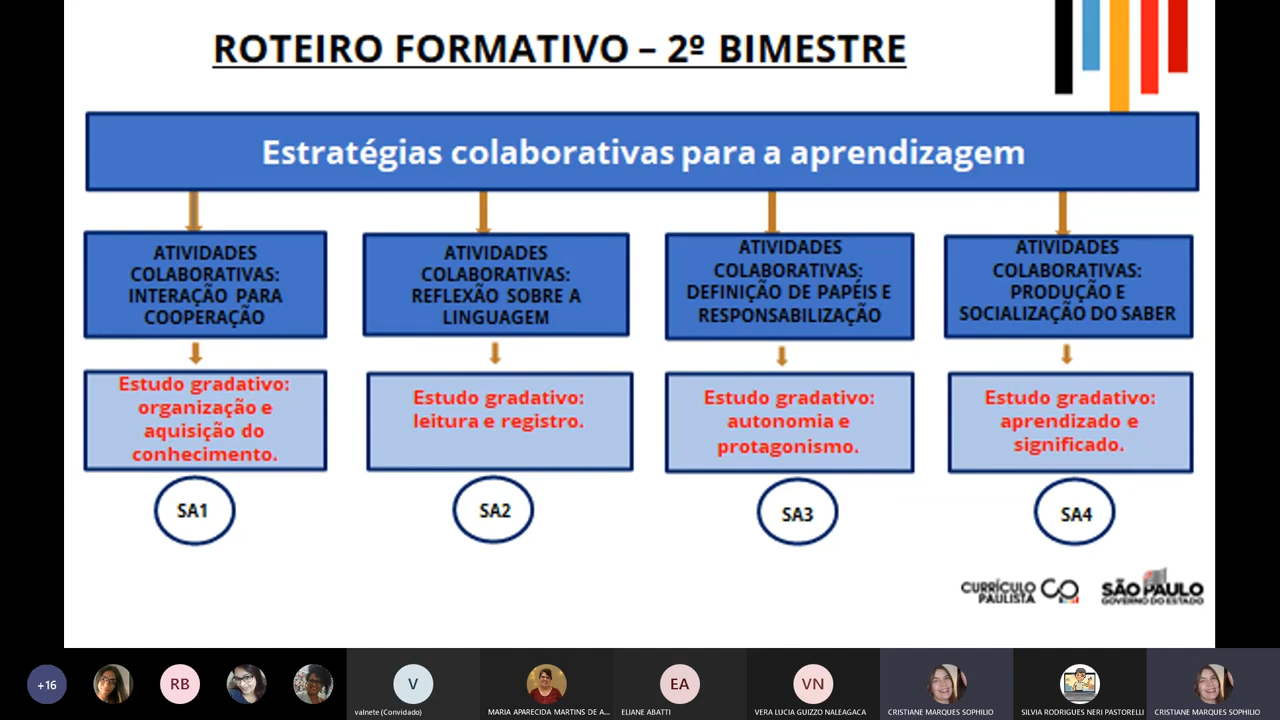 ROTEIRO FORMATIVO – 2º BIMESTRE
Estratégias colaborativas para a aprendizagem
ATIVIDADES
COLABORATIVAS:
INTERAÇÃO PARA
COOPERAÇÃO
ATIVIDADES
COLABORATIVAS:
REFLEXÃO SOBRE A
LINGUAGEM
ATIVIDADES
COLABORATIVAS:
DEFINIÇÃO DE PAPÉIS E
RESPONSABILIZAÇÃO
ATIVIDADES
COLABORATIVAS:
PRODUÇÃO E
SOCIALIZAÇÃO DO SABER
Estudo gradativo:
organização e
aquisição do
conhecimento.
Estudo gradativo:
leitura e registro.
Estudo gradativo:
autonomia e
protagonismo.
Estudo gradativo:
aprendizado e
significado.
SA1
SA2
SA3
SA4
CURRÍCULO
PAULISTA
SÃO PAULO
GOVERNO DO ESTADO
+16
RB
V
valnete (Convidado)
MARIA APARECIDA MARTINS DE A...
EA
ELIANE ABATTI
VN
VERA LUCIA GUIZZO NALEAGACA
CRISTIANE MARQUES SOPHILIO
SILVIA RODRIGUES NERI PASTORELLI
CRISTIANE MARQUES SOPHILIO